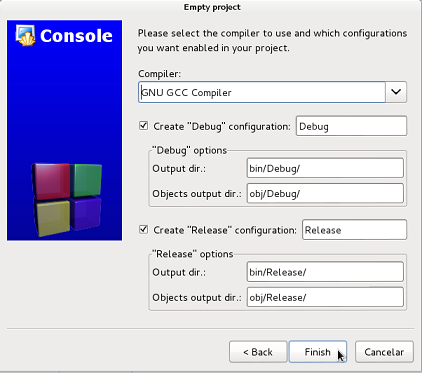 Empty project
Console
Please select the compiler to use and which configurations
you want enabled in your project.
Compiler:
GNU GCC Compiler
Create "Debug" configuration: Debug
"Debug" options
Output dir.: bin/Debug/
Objects output dir.: obj/Debug/
Create "Release" configuration: Release
"Release" options
Output dir.: bin/Release/
Objects output dir.: obj/Release/
< Back Finish Cancelar